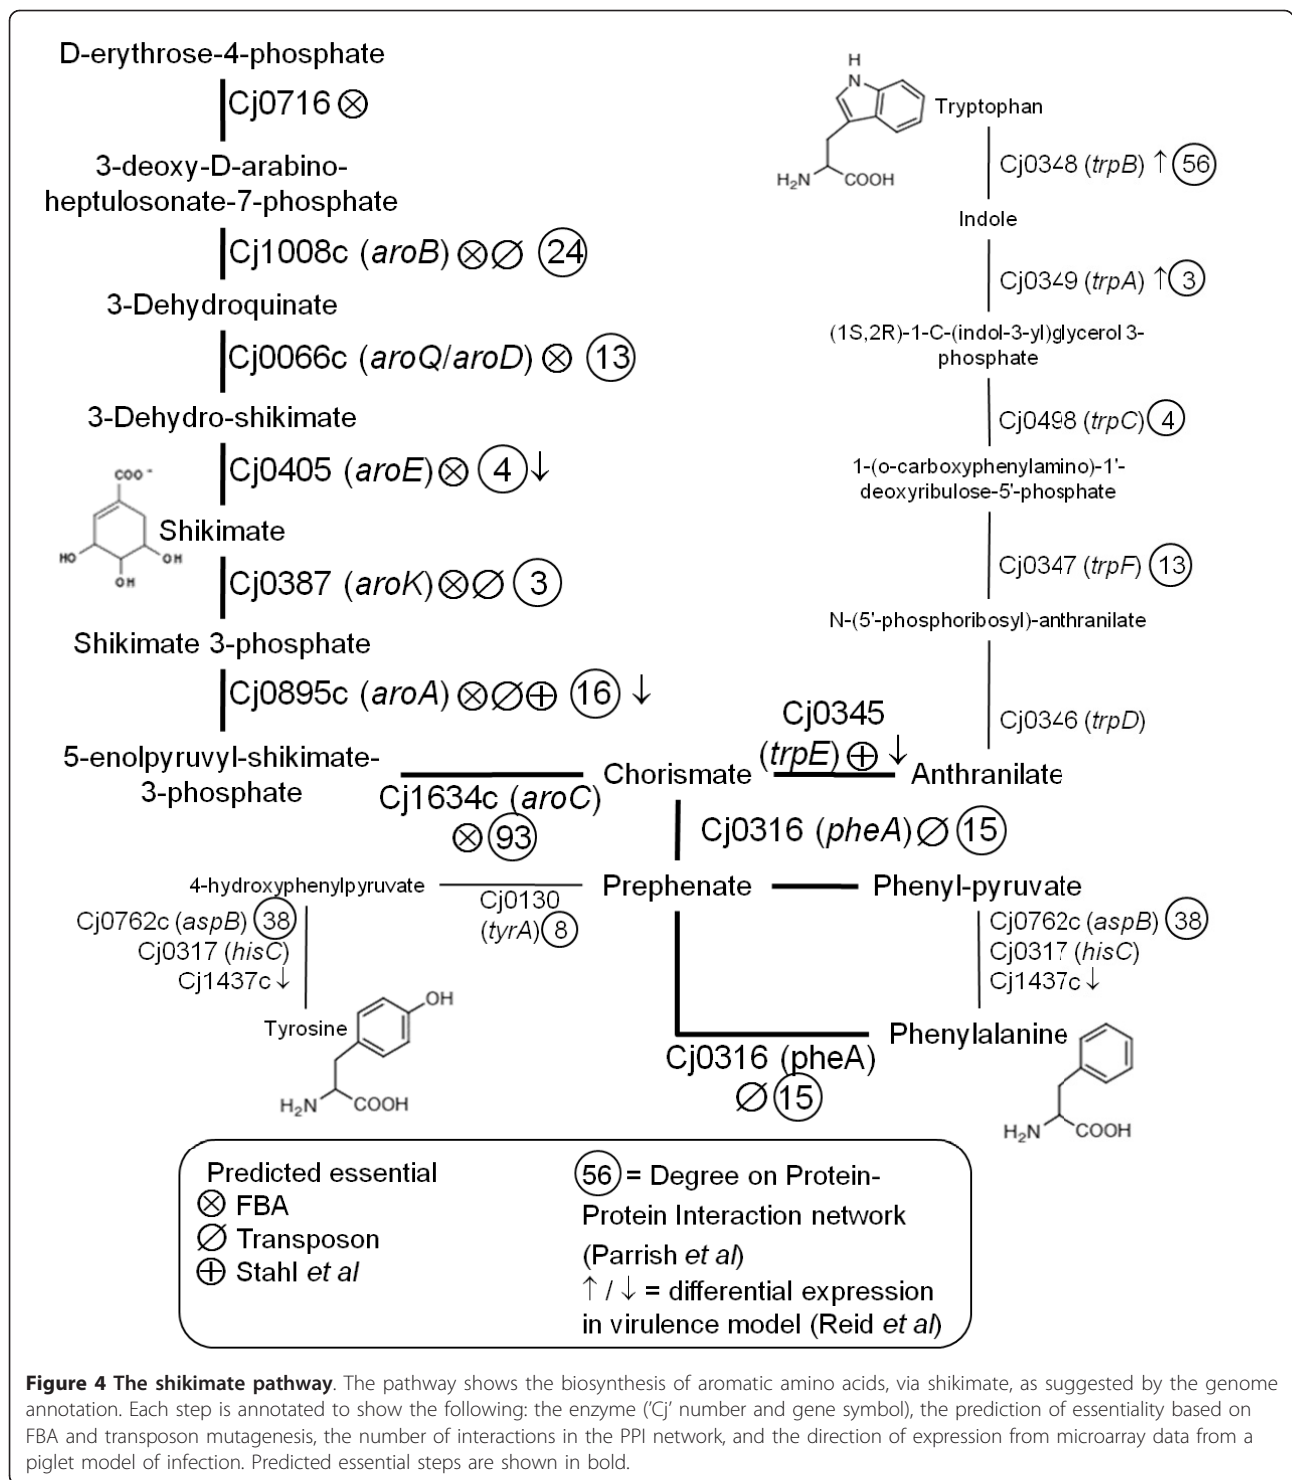 D-erythrose-4-phosphate
Cj0716 ⊗
3-deoxy-D-arabino-
heptulosonate-7-phosphate
Cj1008c (aroB) ⊗∅ 24
3-Dehydroquinate
Cj0066c (aroQ/aroD) ⊗ 13
3-Dehydro-shikimate
Cj0405 (aroE) ⊗ 4 ↓
COO⁻
HO
OH
OH
Shikimate
Cj0387 (aroK) ⊗∅ 3
Shikimate 3-phosphate
Cj0895c (aroA) ⊗∅⊕ 16 ↓
5-enolpyruvyl-shikimate-
3-phosphate
Cj1634c (aroC)
⊗ 93
Chorismate
Cj0345
(trpE) ⊕ ↓
Anthranilate
H
N
H₂N
COOH
Tryptophan
Cj0348 (trpB) ↑ 56
Indole
Cj0349 (trpA) ↑ 3
(1S,2R)-1-C-(indol-3-yl)glycerol 3-
phosphate
Cj0498 (trpC) 4
1-(o-carboxyphenylamino)-1'-
deoxyribulose-5'-phosphate
Cj0347 (trpF) 13
N-(5'-phosphoribosyl)-anthranilate
Cj0346 (trpD)
Cj0316 (pheA) ∅ 15
4-hydroxyphenylpyruvate
Cj0130
(tyrA) 8
Prephenate
Phenyl-pyruvate
Cj0762c (aspB) 38
Cj0317 (hisC)
Cj1437c ↓
Tyrosine
OH
H₂N
COOH
Cj0762c (aspB) 38
Cj0317 (hisC)
Cj1437c ↓
Phenylalanine
Cj0316 (pheA)
∅ 15
H₂N
COOH
Predicted essential
⊗ FBA
∅ Transposon
⊕ Stahl et al
56 = Degree on Protein-
Protein Interaction network
(Parrish et al)
↑ / ↓ = differential expression
in virulence model (Reid et al)
Figure 4 The shikimate pathway. The pathway shows the biosynthesis of aromatic amino acids, via shikimate, as suggested by the genome
annotation. Each step is annotated to show the following: the enzyme ('Cj' number and gene symbol), the prediction of essentiality based on
FBA and transposon mutagenesis, the number of interactions in the PPI network, and the direction of expression from microarray data from a
piglet model of infection. Predicted essential steps are shown in bold.